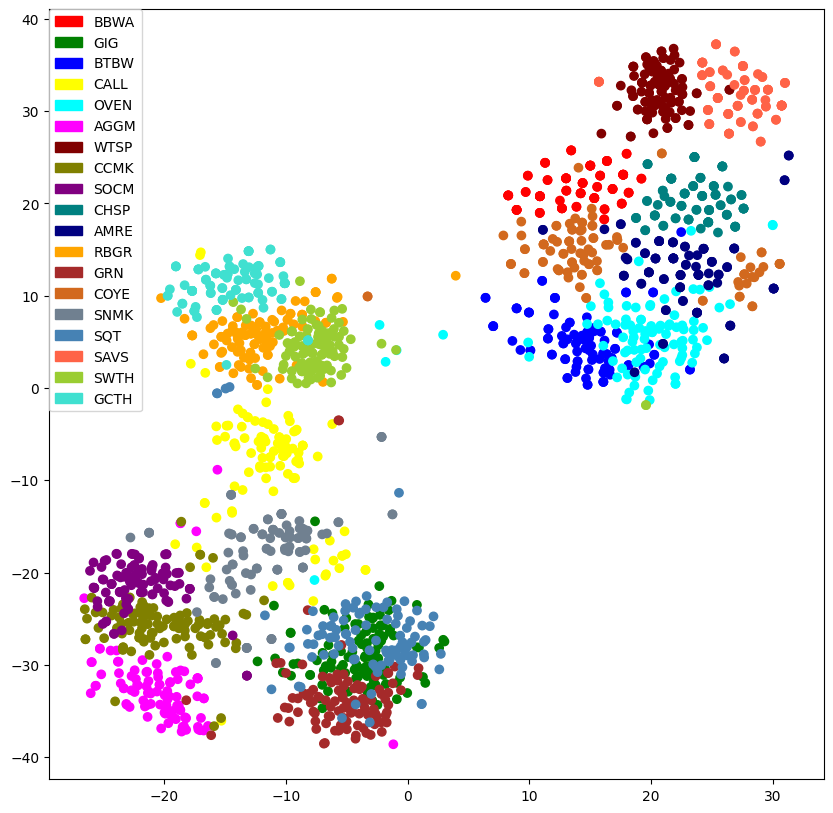 40
30
20
10
0
−10
−20
−30
−40
BBWA
GIG
BTBW
CALL
OVEN
AGGM
WTSP
CCMK
SOCM
CHSP
AMRE
RBGR
GRN
COYE
SNMK
SQT
SAVS
SWTH
GCTH
−20 −10 0 10 20 30